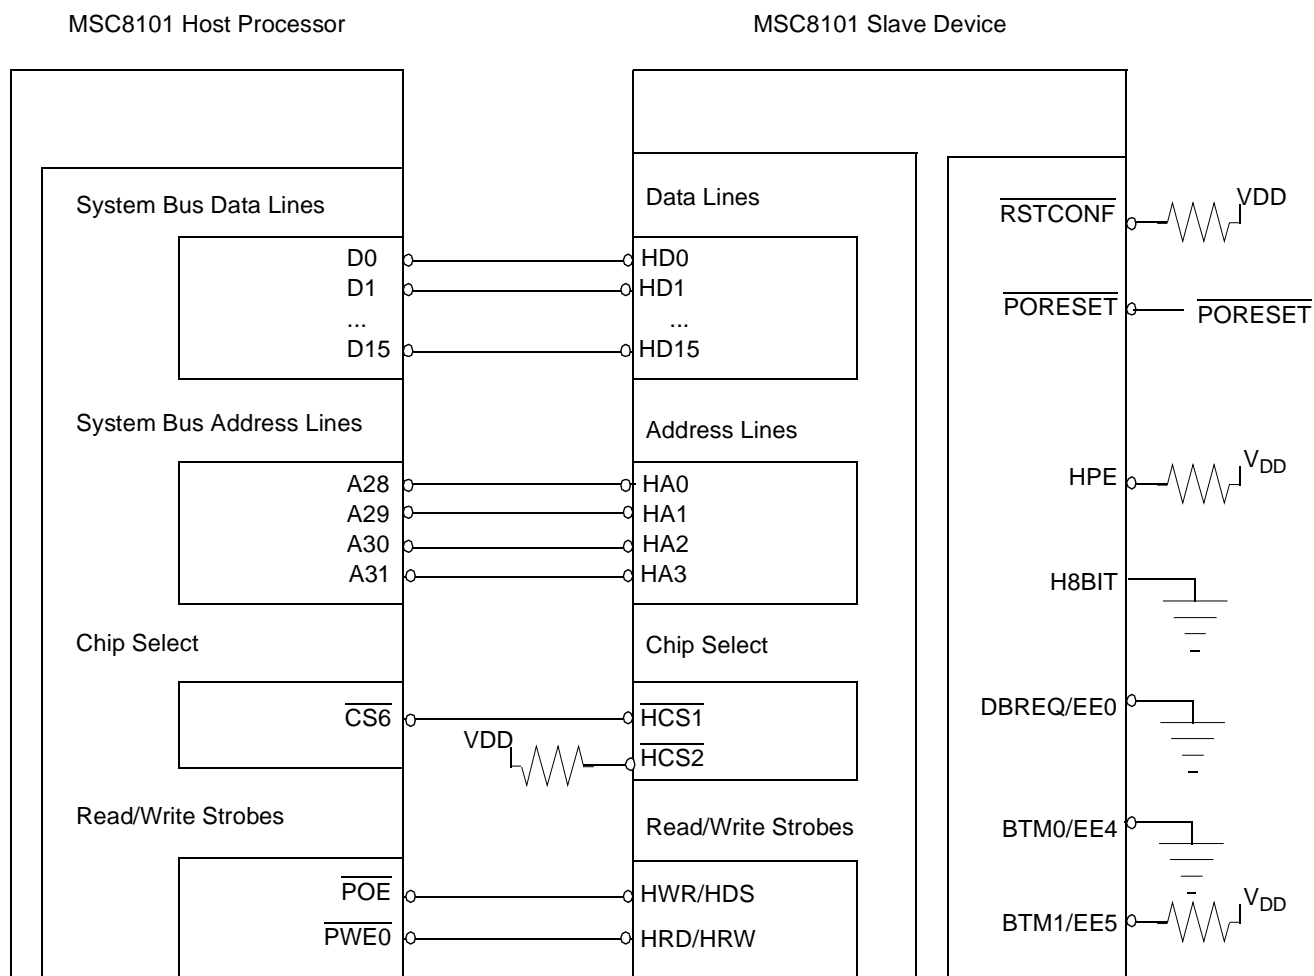 MSC8101 Host Processor
MSC8101 Slave Device
System Bus Data Lines
D0
D1
...
D15
System Bus Address Lines
A28
A29
A30
A31
Chip Select
CS6
VDD
Read/Write Strobes
POE
PWE0
Data Lines
HD0
HD1
...
HD15
Address Lines
HA0
HA1
HA2
HA3
Chip Select
HCS1
HCS2
Read/Write Strobes
HWR/HDS
HRD/HRW
RSTCONF
VDD
PORESET
PORESET
HPE
VDD
H8BIT
DBREQ/EE0
BTM0/EE4
BTM1/EE5
VDD